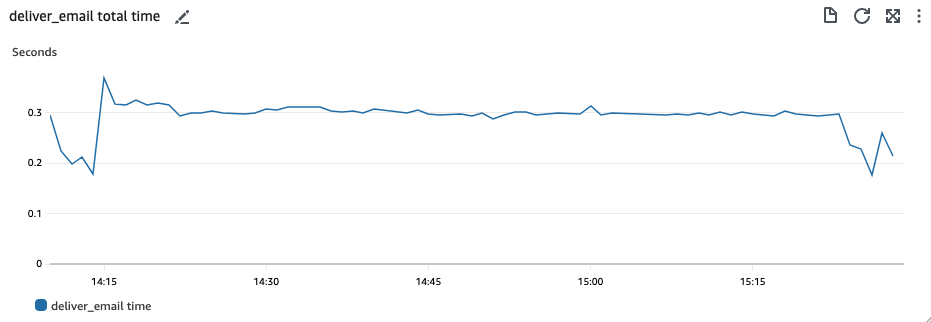 deliver_email total time
Seconds
0.3
0.2
0.1
0
14:15 14:30 14:45 15:00 15:15
deliver_email time